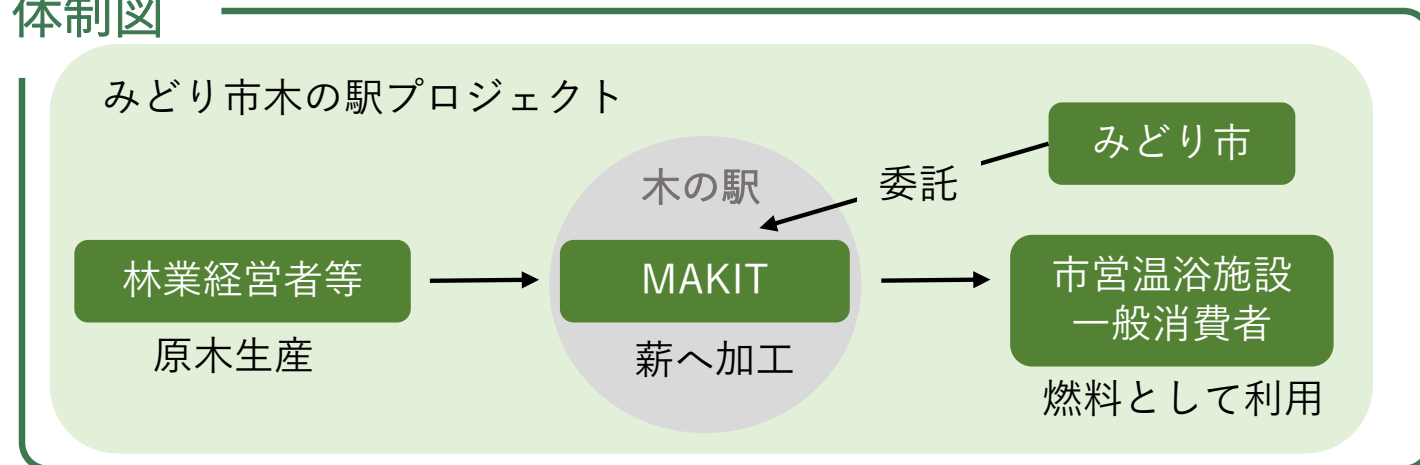 体制図
みどり市木の駅プロジェクト
みどり市
委託
木の駅
林業経営者等
MAKIT
市営温浴施設
一般消費者
原木生産
薪へ加工
燃料として利用